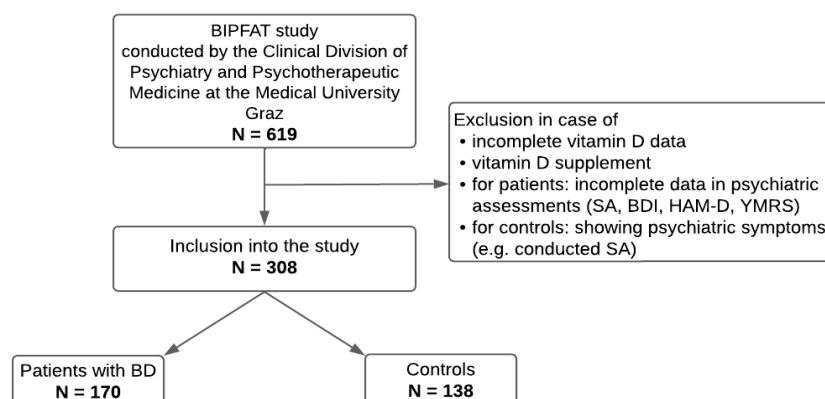 BIPFAT study
conducted by the Clinical Division of
Psychiatry and Psychotherapeutic
Medicine at the Medical University
Graz
N = 619
Exclusion in case of
• incomplete vitamin D data
• vitamin D supplement
• for patients: incomplete data in psychiatric
assessments (SA, BDI, HAM-D, YMRS)
• for controls: showing psychiatric symptoms
(e.g. conducted SA)
Inclusion into the study
N = 308
Patients with BD
N = 170
Controls
N = 138